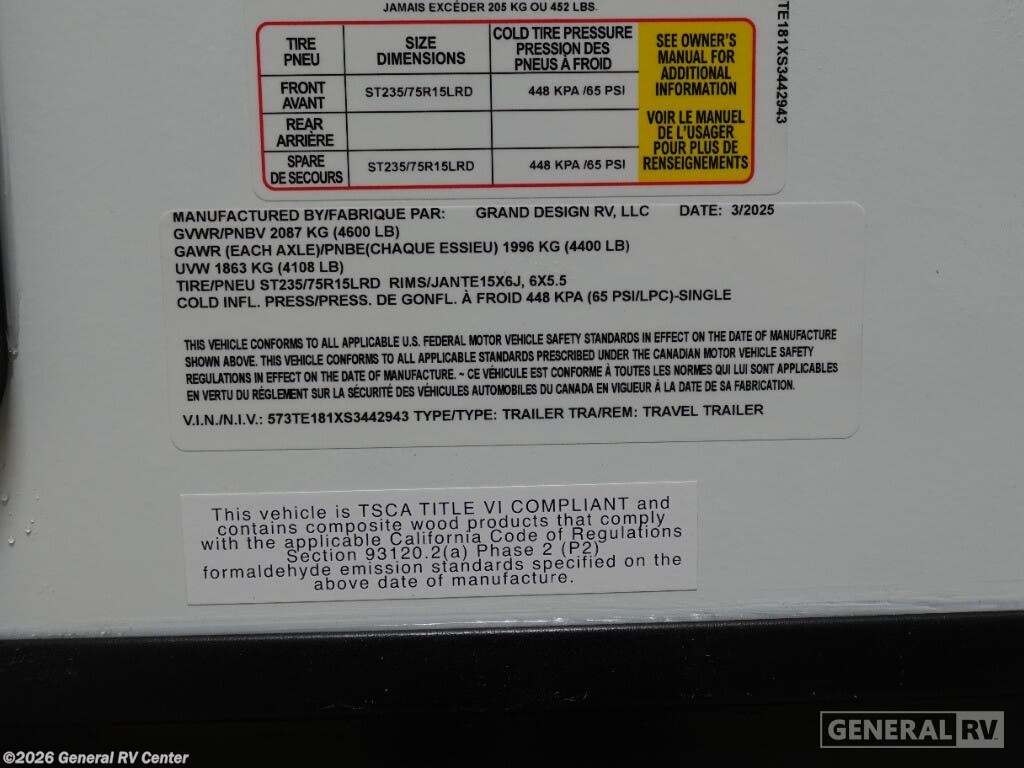 JAMAIS EXCÉDER 205 KG OU 452 LBS.
TIRE PNEU SIZE DIMENSIONS COLD TIRE PRESSURE PRESSION DES PNEUS À FROID
FRONT AVANT ST235/75R15LRD 448 KPA /65 PSI
REAR ARRIÈRE
SPARE DE SECOURS ST235/75R15LRD 448 KPA /65 PSI
SEE OWNER'S
MANUAL FOR
ADDITIONAL
INFORMATION
VOIR LE MANUEL
DE L'USAGER
POUR PLUS DE
RENSEIGNEMENTS
TE181XS3442943
MANUFACTURED BY/FABRIQUE PAR: GRAND DESIGN RV, LLC DATE: 3/2025
GVWR/PNBV 2087 KG (4600 LB)
GAWR (EACH AXLE)/PNBE(CHAQUE ESSIEU) 1996 KG (4400 LB)
UVW 1863 KG (4108 LB)
TIRE/PNEU ST235/75R15LRD RIMS/JANTE15X6J, 6X5.5
COLD INFL. PRESS/PRESS. DE GONFL. À FROID 448 KPA (65 PSI/LPC)-SINGLE
THIS VEHICLE CONFORMS TO ALL APPLICABLE U.S. FEDERAL MOTOR VEHICLE SAFETY STANDARDS IN EFFECT ON THE DATE OF MANUFACTURE
SHOWN ABOVE. THIS VEHICLE CONFORMS TO ALL APPLICABLE STANDARDS PRESCRIBED UNDER THE CANADIAN MOTOR VEHICLE SAFETY
REGULATIONS IN EFFECT ON THE DATE OF MANUFACTURE. ~ CE VÉHICULE EST CONFORME À TOUTES LES NORMES QUI LUI SONT APPLICABLES
EN VERTU DU RÈGLEMENT SUR LA SÉCURITÉ DES VÉHICULES AUTOMOBILES DU CANADA EN VIGUEUR À LA DATE DE SA FABRICATION.
V.I.N./N.I.V.: 573TE181XS3442943 TYPE/TYPE: TRAILER TRA/REM: TRAVEL TRAILER
This vehicle is TSCA TITLE VI COMPLIANT and
contains composite wood products that comply
with the applicable California Code of Regulations
Section 93120.2(a) Phase 2 (P2)
formaldehyde emission standards specified on the
above date of manufacture.
GENERAL RV
©2026 General RV Center